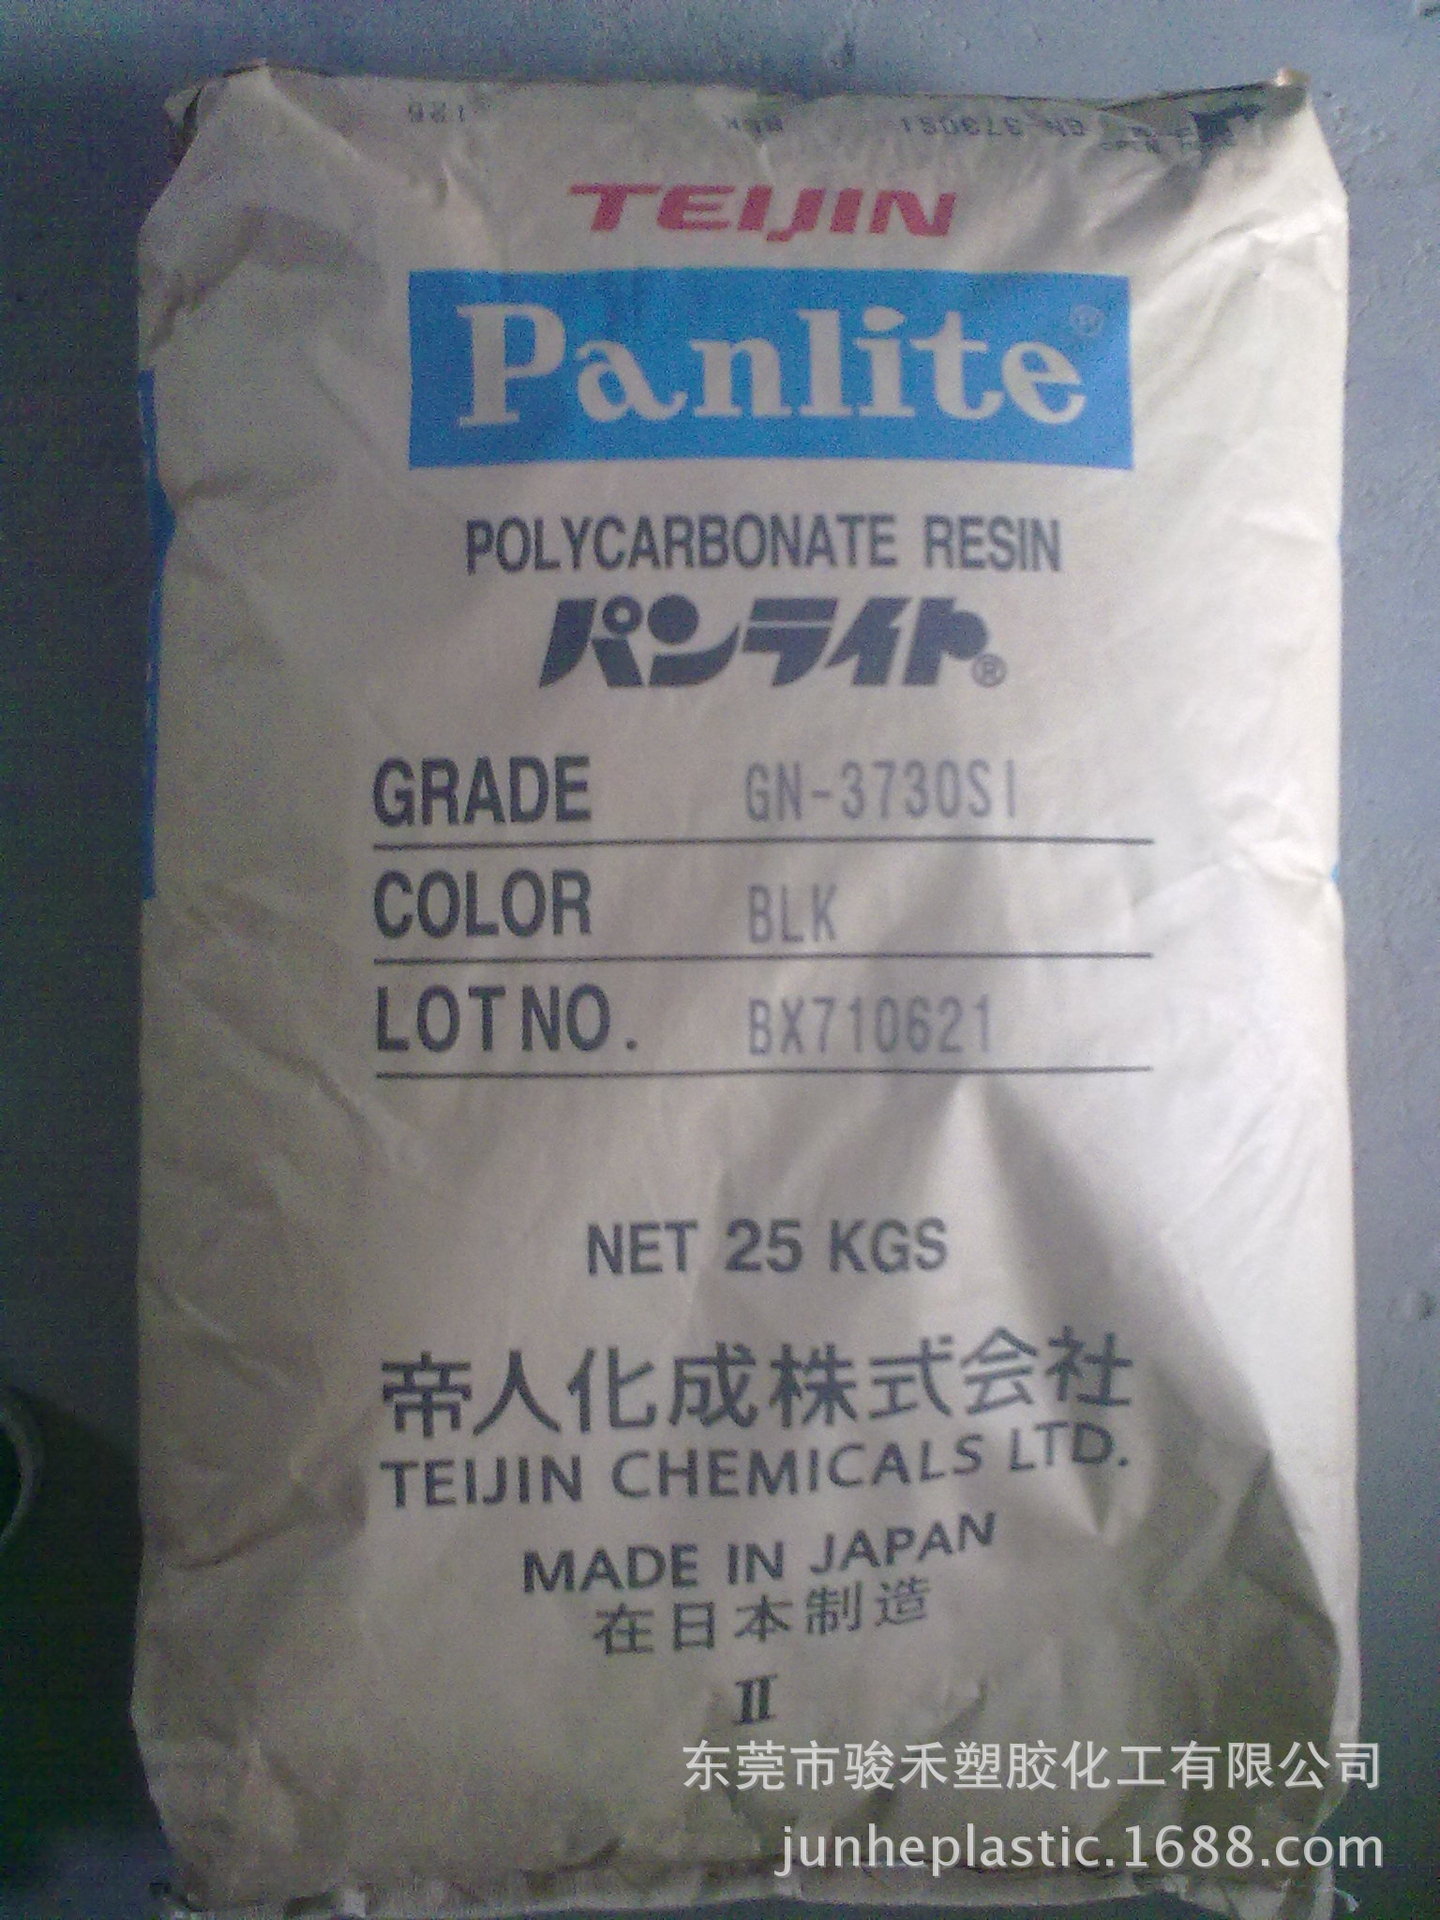 TEIJIN
Panlite®
POLYCARBONATE RESIN
パンライト®
GRADE GN-3730SI
COLOR BLK
LOT NO. BX710621
NET 25 KGS
帝人化成株式会社
TEIJIN CHEMICALS LTD.
MADE IN JAPAN
在日本制造
II
东莞市骏禾塑胶化工有限公司
junheplastic.1688.com